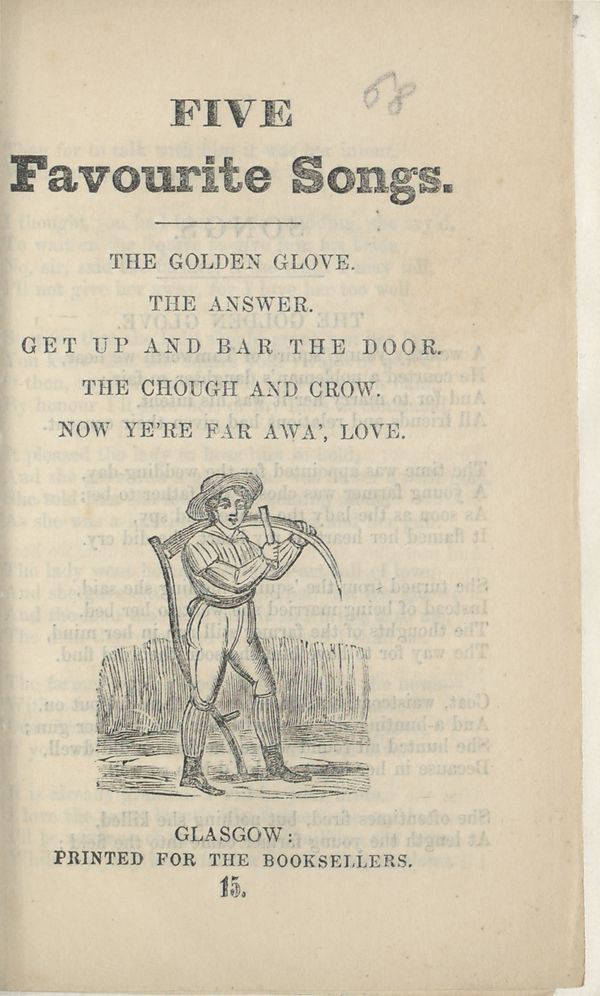 68
FIVE
Favourite Songs.
THE GOLDEN GLOVE.
THE ANSWER.
GET UP AND BAR THE DOOR.
THE CHOUGH AND CROW.
NOW YE'RE FAR AWA', LOVE.
GLASGOW:
PRINTED FOR THE BOOKSELLERS.
15.